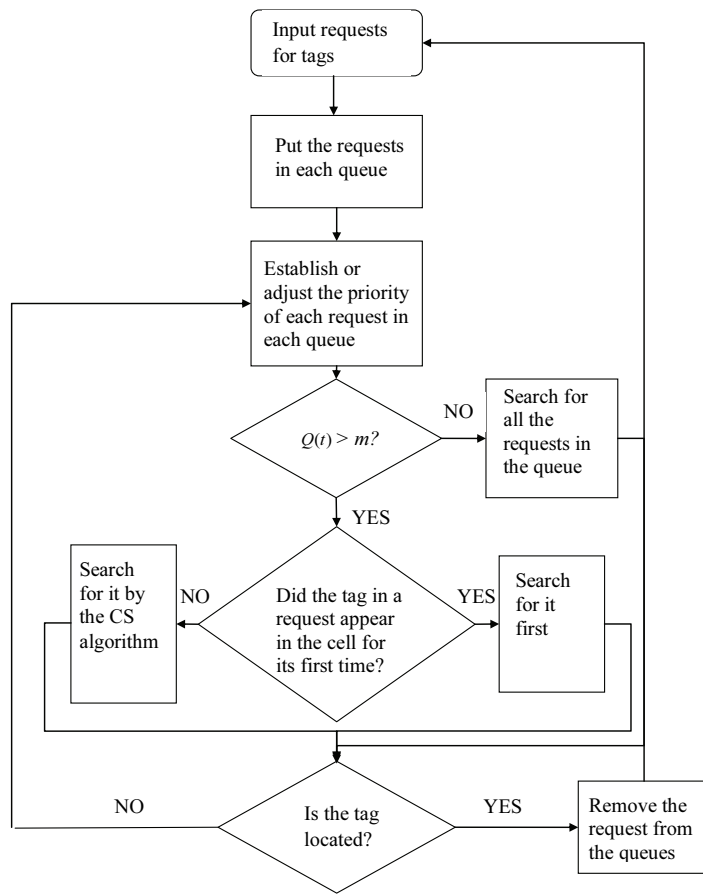 Input requests
for tags
Put the requests
in each queue
Establish or
adjust the priority
of each request in
each queue
Q(t) > m?
NO
Search for
all the
requests in
the queue
YES
Search
for it by
the CS
algorithm
NO
Did the tag in a
request appear
in the cell for
its first time?
YES
Search
for it
first
NO
Is the tag
located?
YES
Remove the
request from
the queues